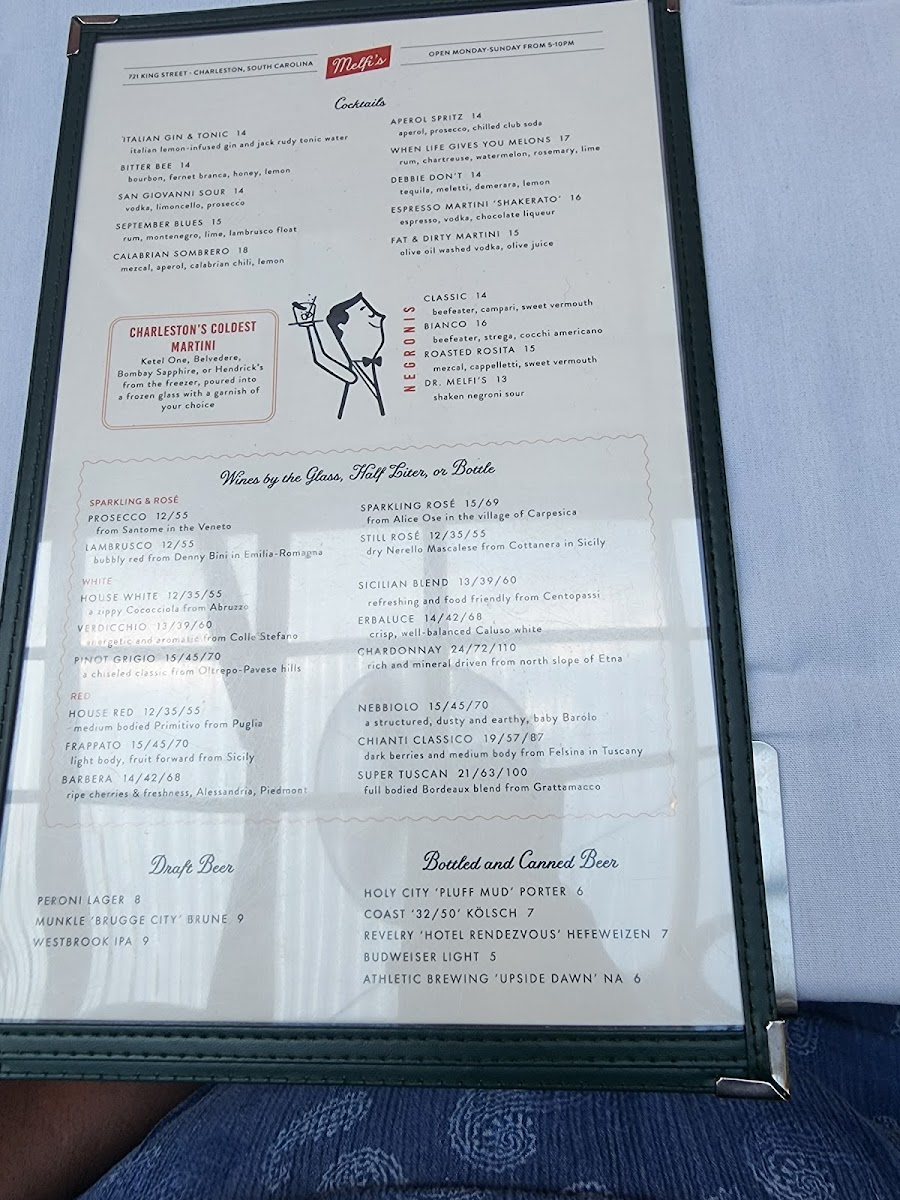 721 KING STREET - CHARLESTON, SOUTH CAROLINA
Melfi's
OPEN MONDAY-SUNDAY FROM 5-10PM
Cocktails
ITALIAN GIN & TONIC 14
italian lemon-infused gin and jack rudy tonic water
BITTER BEE 14
bourbon, fernet branca, honey, lemon
SAN GIOVANNI SOUR 14
vodka, limoncello, prosecco
SEPTEMBER BLUES 15
rum, montenegro, lime, lambrusco float
CALABRIAN SOMBRERO 18
mezcal, aperol, calabrian chili, lemon
APEROL SPRITZ 14
aperol, prosecco, chilled club soda
WHEN LIFE GIVES YOU MELONS 17
rum, chartreuse, watermelon, rosemary, lime
DEBBIE DON'T 14
tequila, meletti, demerara, lemon
ESPRESSO MARTINI 'SHAKERATO' 16
espresso, vodka, chocolate liqueur
FAT & DIRTY MARTINI 15
olive oil washed vodka, olive juice
CHARLESTON'S COLDEST
MARTINI
Ketel One, Belvedere,
Bombay Sapphire, or Hendrick's
from the freezer, poured into
a frozen glass with a garnish of
your choice
NEGRONIS
CLASSIC 14
beefeater, campari, sweet vermouth
BIANCO 16
beefeater, strega, cocchi americano
ROASTED ROSITA 15
mezcal, cappelletti, sweet vermouth
DR. MELFI'S 13
shaken negroni sour
Wines by the Glass, Half Liter, or Bottle
SPARKLING & ROSÉ
PROSECCO 12/55
from Santome in the Veneto
LAMBRUSCO 12/55
bubbly red from Denny Bini in Emilia-Romagna
SPARKLING ROSÉ 15/69
from Alice Ose in the village of Carpesica
STILL ROSÉ 12/35/55
dry Nerello Mascalese from Cottanera in Sicily
WHITE
HOUSE WHITE 12/35/55
a zippy Cococciola from Abruzzo
VERDICCHIO 13/39/60
energetic and aromatic from Colle Stefano
PINOT GRIGIO 15/45/70
a chiseled classic from Oltrepo-Pavese hills
SICILIAN BLEND 13/39/60
refreshing and food friendly from Centopassi
ERBALUCE 14/42/68
crisp, well-balanced Caluso white
CHARDONNAY 24/72/110
rich and mineral driven from north slope of Etna
RED
HOUSE RED 12/35/55
medium bodied Primitivo from Puglia
FRAPPATO 15/45/70
light body, fruit forward from Sicily
BARBERA 14/42/68
ripe cherries & freshness, Alessandria, Piedmont
NEBBIOLO 15/45/70
a structured, dusty and earthy, baby Barolo
CHIANTI CLASSICO 19/57/87
dark berries and medium body from Felsina in Tuscany
SUPER TUSCAN 21/63/100
full bodied Bordeaux blend from Grattamacco
Draft Beer
PERONI LAGER 8
MUNKLE 'BRUGGE CITY' BRUNE 9
WESTBROOK IPA 9
Bottled and Canned Beer
HOLY CITY 'PLUFF MUD' PORTER 6
COAST '32/50' KÖLSCH 7
REVELRY 'HOTEL RENDEZVOUS' HEFEWEIZEN 7
BUDWEISER LIGHT 5
ATHLETIC BREWING 'UPSIDE DAWN' NA 6